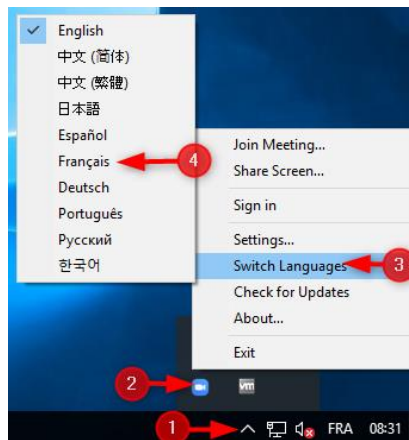 English
中文 (简体)
中文 (繁體)
日本語
Español
Français
Deutsch
Português
Русский
한국어
4
Join Meeting...
Share Screen...
Sign in
Settings...
Switch Languages
3
Check for Updates
About...
Exit
2
vm
1
FRA 08:31